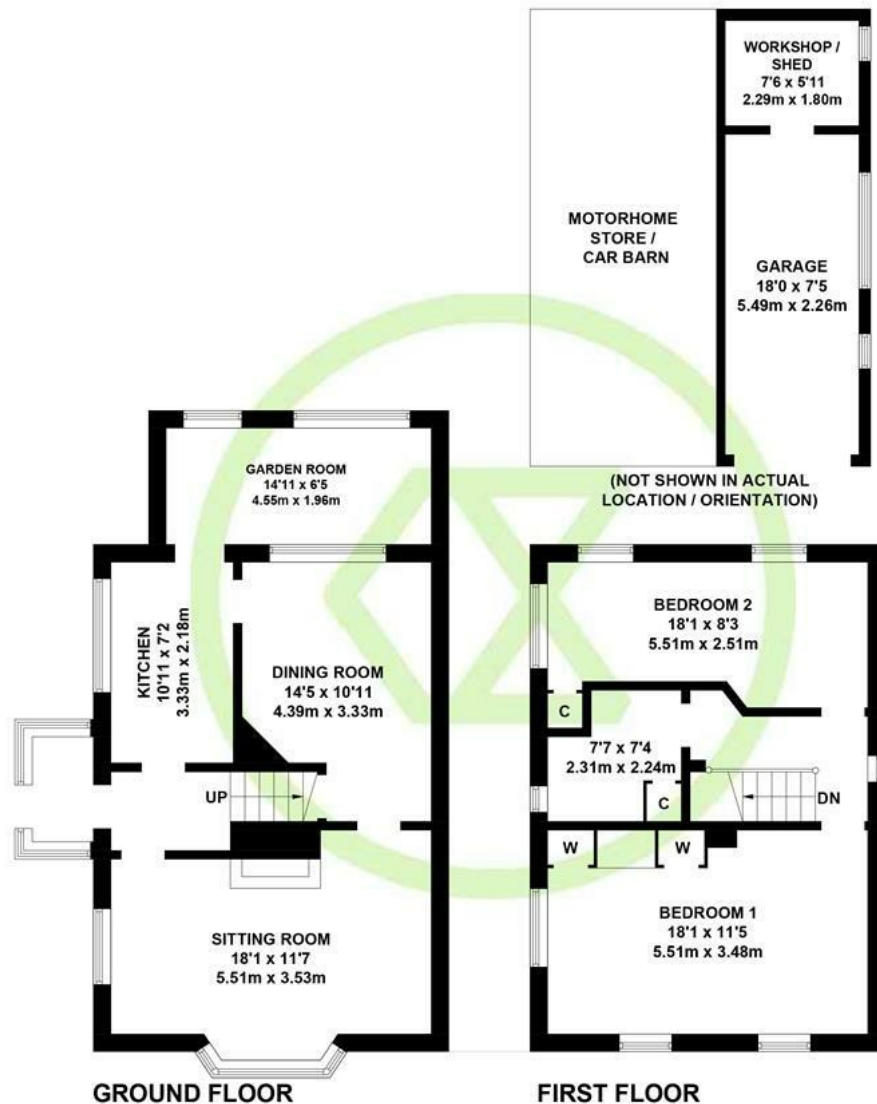 WORKSHOP /
SHED
7'6 x 5'11
2.29m x 1.80m
MOTORHOME
STORE /
CAR BARN
GARAGE
18'0 x 7'5
5.49m x 2.26m
(NOT SHOWN IN ACTUAL
LOCATION / ORIENTATION)
GARDEN ROOM
14'11 x 6'5
4.55m x 1.96m
KITCHEN
10'11 x 7'2
3.33m x 2.18m
DINING ROOM
14'5 x 10'11
4.39m x 3.33m
UP
SITTING ROOM
18'1 x 11'7
5.51m x 3.53m
GROUND FLOOR
BEDROOM 2
18'1 x 8'3
5.51m x 2.51m
C
7'7 x 7'4
2.31m x 2.24m
C
DN
W
W
BEDROOM 1
18'1 x 11'5
5.51m x 3.48m
FIRST FLOOR